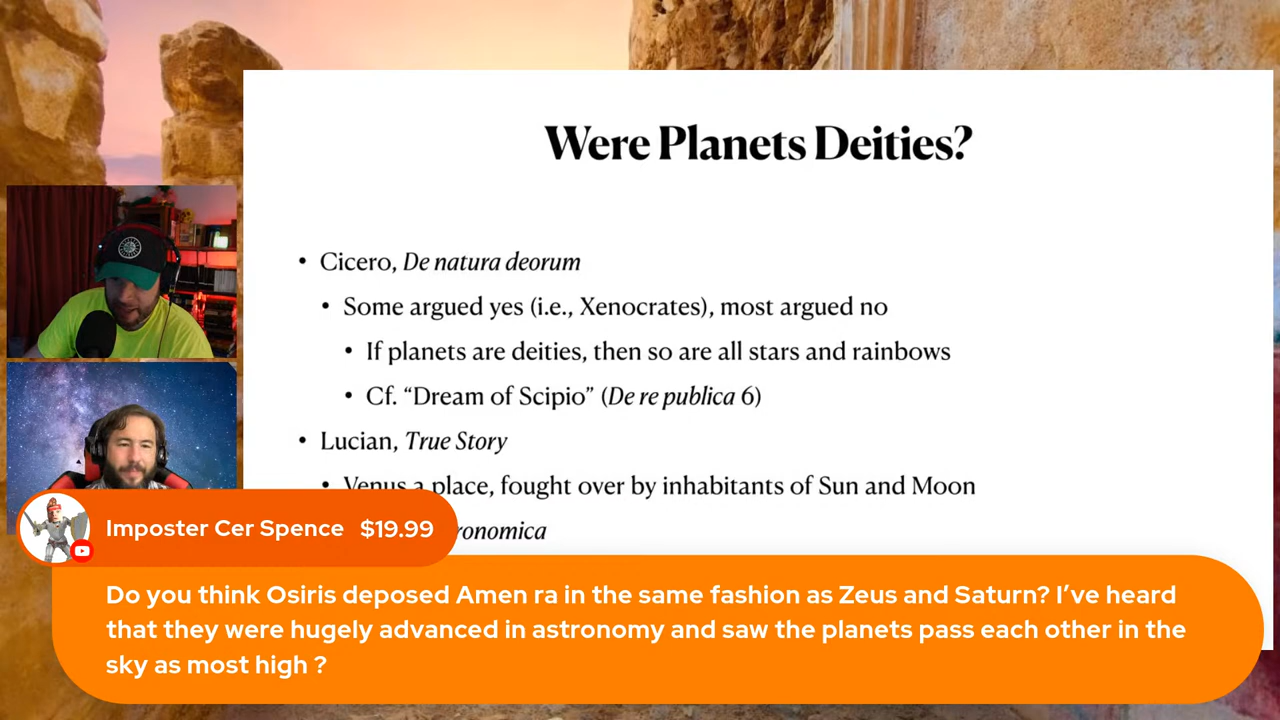 Were Planets Deities?
• Cicero, De natura deorum
• Some argued yes (i.e., Xenocrates), most argued no
• If planets are deities, then so are all stars and rainbows
• Cf. “Dream of Scipio” (De re publica 6)
• Lucian, True Story
• Venus a place, fought over by inhabitants of Sun and Moon
ronomica
Imposter Cer Spence $19.99
Do you think Osiris deposed Amen ra in the same fashion as Zeus and Saturn? I’ve heard
that they were hugely advanced in astronomy and saw the planets pass each other in the
sky as most high ?